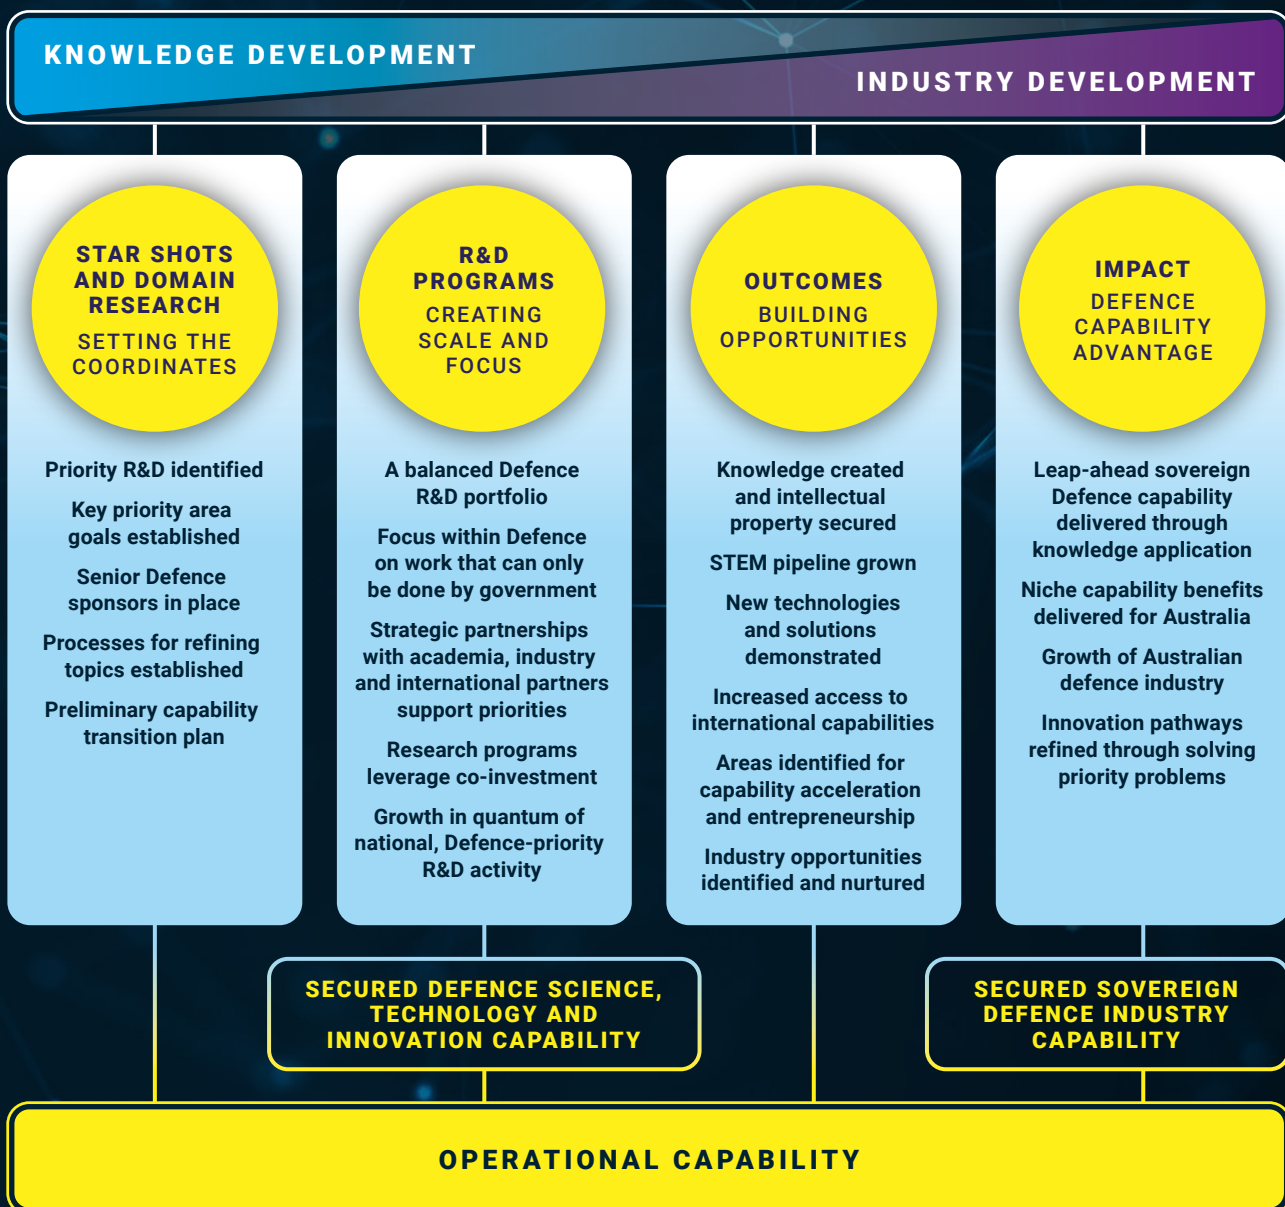 KNOWLEDGE DEVELOPMENT
INDUSTRY DEVELOPMENT
STAR SHOTS
AND DOMAIN
RESEARCH
SETTING THE
COORDINATES
Priority R&D identified
Key priority area
goals established
Senior Defence
sponsors in place
Processes for refining
topics established
Preliminary capability
transition plan
R&D
PROGRAMS
CREATING
SCALE AND
FOCUS
A balanced Defence
R&D portfolio
Focus within Defence
on work that can only
be done by government
Strategic partnerships
with academia, industry
and international partners
support priorities
Research programs
leverage co-investment
Growth in quantum of
national, Defence-priority
R&D activity
OUTCOMES
BUILDING
OPPORTUNITIES
Knowledge created
and intellectual
property secured
STEM pipeline grown
New technologies
and solutions
demonstrated
Increased access to
international capabilities
Areas identified for
capability acceleration
and entrepreneurship
Industry opportunities
identified and nurtured
IMPACT
DEFENCE
CAPABILITY
ADVANTAGE
Leap-ahead sovereign
Defence capability
delivered through
knowledge application
Niche capability benefits
delivered for Australia
Growth of Australian
defence industry
Innovation pathways
refined through solving
priority problems
SECURED DEFENCE SCIENCE,
TECHNOLOGY AND
INNOVATION CAPABILITY
SECURED SOVEREIGN
DEFENCE INDUSTRY
CAPABILITY
OPERATIONAL CAPABILITY